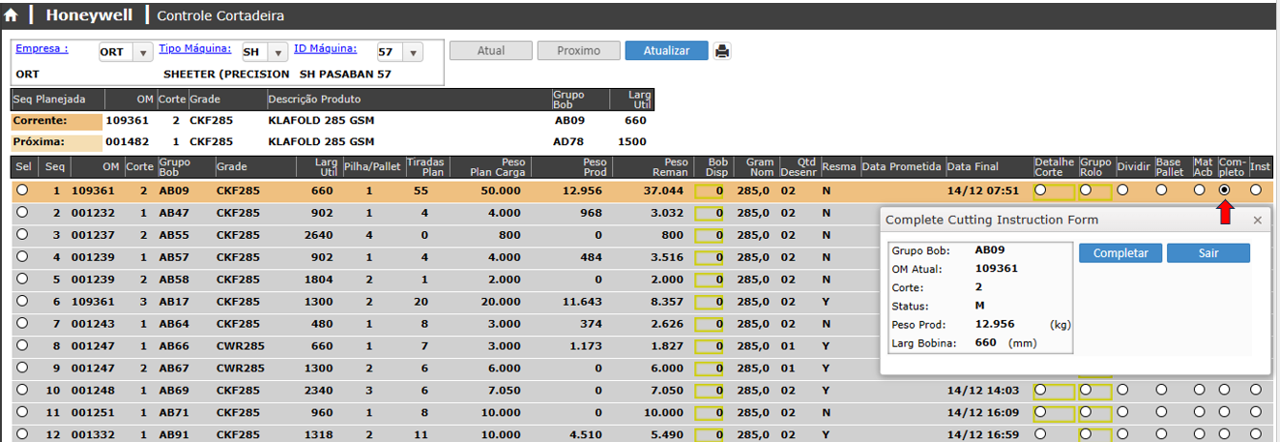 Honeywell Controle Cortadeira
Empresa : ORT Tipo Máquina: SH ID Máquina: 57 Atual Proximo Atualizar
ORT SHEETER (PRECISION SH PASABAN 57
Seq Planejada OM Corte Grade Descrição Produto Grupo Bob Larg Util
Corrente: 109361 2 CKF285 KLAFOLD 285 GSM AB09 660
Próxima: 001482 1 CKF285 KLAFOLD 285 GSM AD78 1500
Sel Seq OM Corte Grupo Bob Grade Larg Util Pilha/Pallet Tiradas Plan Peso Plan Carga Peso Prod Peso Reman Bob Disp Gram Nom Qtd Desenr Resma Data Prometida Data Final Detalhe Corte Grupo Rolo Dividir Base Pallet Mat Acb Com-pleto Inst
1 109361 2 AB09 CKF285 660 1 55 50.000 12.956 37.044 0 285,0 02 N 14/12 07:51
2 001232 1 AB47 CKF285 902 1 4 4.000 968 3.032 0 285,0 02 N
3 001237 2 AB55 CKF285 2640 4 0 800 0 800 0 285,0 02 N
4 001239 1 AB57 CKF285 902 1 4 4.000 484 3.516 0 285,0 02 N
5 001239 2 AB58 CKF285 1804 2 1 2.000 0 2.000 0 285,0 02 N
6 109361 3 AB17 CKF285 1300 2 20 20.000 11.643 8.357 0 285,0 02 Y
7 001243 1 AB64 CKF285 480 1 8 3.000 374 2.626 0 285,0 02 N
8 001247 1 AB66 CWR285 660 1 7 3.000 1.173 1.827 0 285,0 01 Y
9 001247 2 AB67 CWR285 1300 2 6 6.000 0 6.000 0 285,0 01 Y
10 001248 1 AB69 CKF285 2340 3 6 7.050 0 7.050 0 285,0 02 Y 14/12 14:03
11 001251 1 AB71 CKF285 960 1 8 10.000 0 10.000 0 285,0 02 N 14/12 16:09
12 001332 1 AB91 CKF285 1318 2 11 10.000 4.510 5.490 0 285,0 02 Y 14/12 16:59
Complete Cutting Instruction Form ×
Grupo Bob: AB09 Completar Sair
OM Atual: 109361
Corte: 2
Status: M
Peso Prod: 12.956 (kg)
Larg Bobina: 660 (mm)